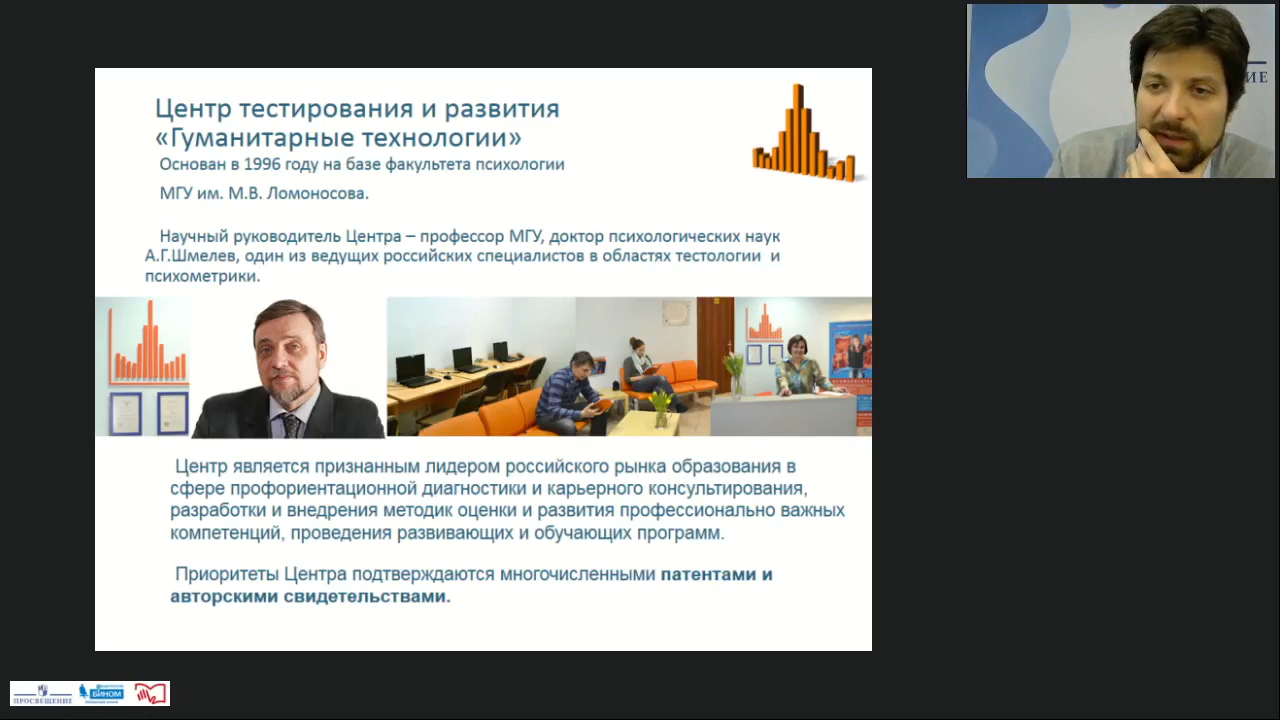 Центр тестирования и развития
«Гуманитарные технологии»
Основан в 1996 году на базе факультета психологии
МГУ им. М.В. Ломоносова.
Научный руководитель Центра – профессор МГУ, доктор психологических наук
А.Г.Шмелев, один из ведущих российских специалистов в областях тестологии и
психометрики.
Центр является признанным лидером российского рынка образования в
сфере профориентационной диагностики и карьерного консультирования,
разработки и внедрения методик оценки и развития профессионально важных
компетенций, проведения развивающих и обучающих программ.
Приоритеты Центра подтверждаются многочисленными патентами и
авторскими свидетельствами.
ИЕ
ПРОСВЕЩЕНИЕ
БИНОМ